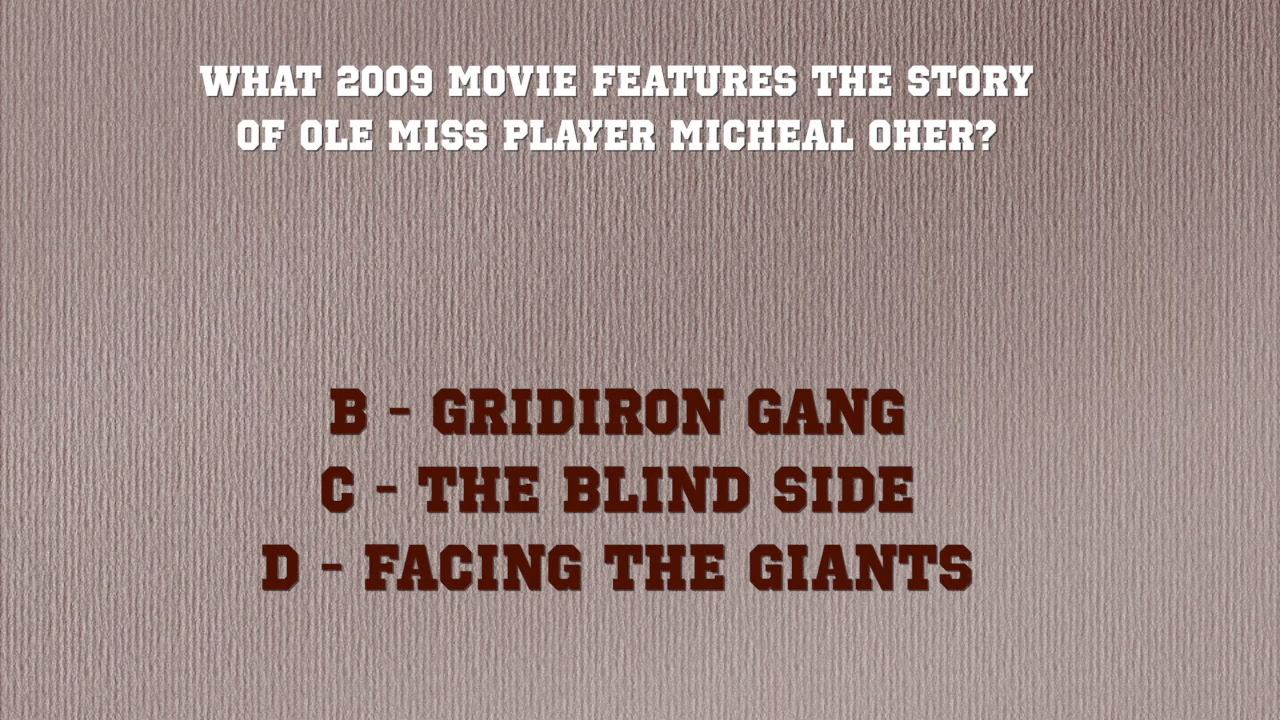 WHAT 2009 MOVIE FEATURES THE STORY
OF OLE MISS PLAYER MICHEAL OHER?
B - GRIDIRON GANG
C - THE BLIND SIDE
D - FACING THE GIANTS